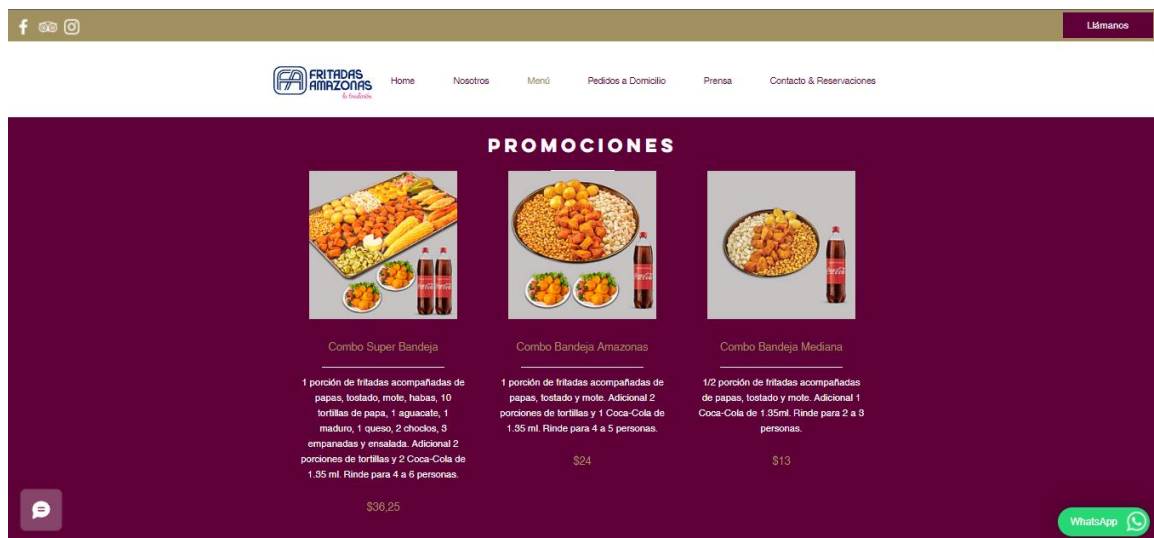 Llámanos
FRITADAS
AMAZONAS
la tradición
Home
Nosotros
Menú
Pedidos a Domicilio
Prensa
Contacto & Reservaciones
PROMOCIONES
Combo Super Bandeja
1 porción de fritadas acompañadas de
papas, tostado, mote, habas, 10
tortillas de papa, 1 aguacate, 1
maduro, 1 queso, 2 choclos, 3
empanadas y ensalada. Adicional 2
porciones de tortillas y 2 Coca-Cola de
1.35 ml. Rinde para 4 a 6 personas.
$36,25
Combo Bandeja Amazonas
1 porción de fritadas acompañadas de
papas, tostado y mote. Adicional 2
porciones de tortillas y 1 Coca-Cola de
1.35 ml. Rinde para 4 a 5 personas.
$24
Combo Bandeja Mediana
1/2 porción de fritadas acompañadas
de papas, tostado y mote. Adicional 1
Coca-Cola de 1.35ml. Rinde para 2 a 3
personas.
$13
WhatsApp